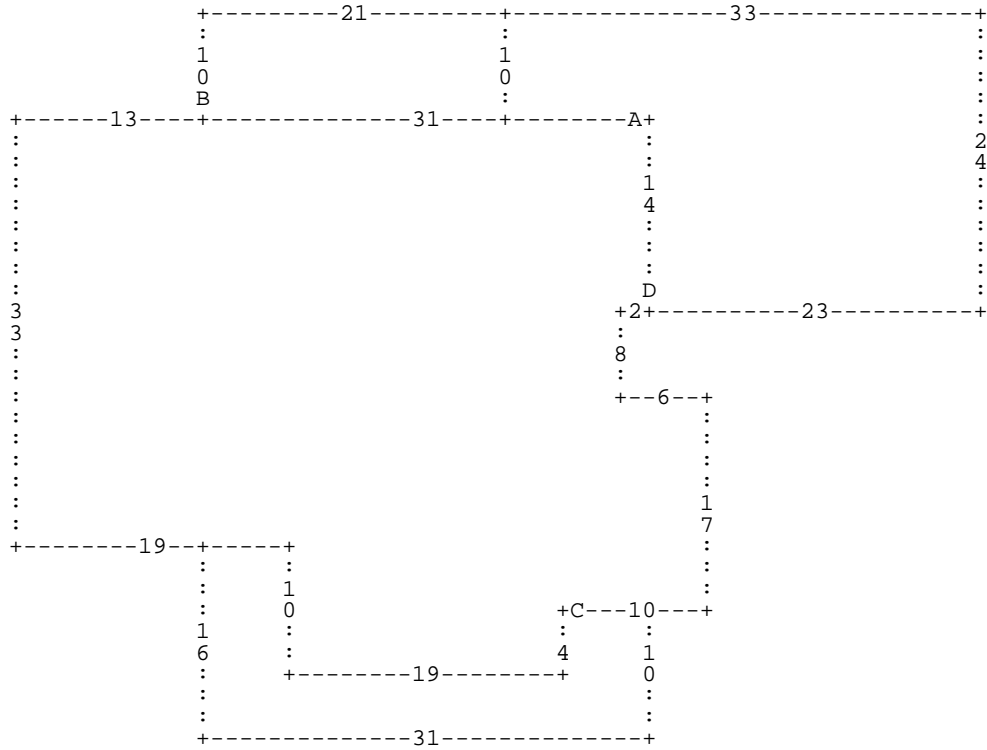 +---------21---------+---------------33---------------+
             :                    :                                :
             1                    1                                :
             0                    0                                :
             B                    :                                :
+------13----+--------------31----+--------A+                      :
:                                           :                      2
:                                           :                      4
:                                           1                      :
:                                           4                      :
:                                           :                      :
:                                           :                      :
:                                           :                      :
:                                           D                      :
3                                         +2+----------23----------+
3                                         :
:                                         8
:                                         :
:                                         +--6--+
:                                               :
:                                               :
:                                               :
:                                               :
:                                               1
:                                               7
+--------19--+-----+                            :
             :     :                            :
             :     1                            :
             :     0                  +C---10---+
             1     :                  :     :
             6     :                  4     1
             :     +--------19--------+     0
             :                              :
             :                              :
             +--------------31--------------+